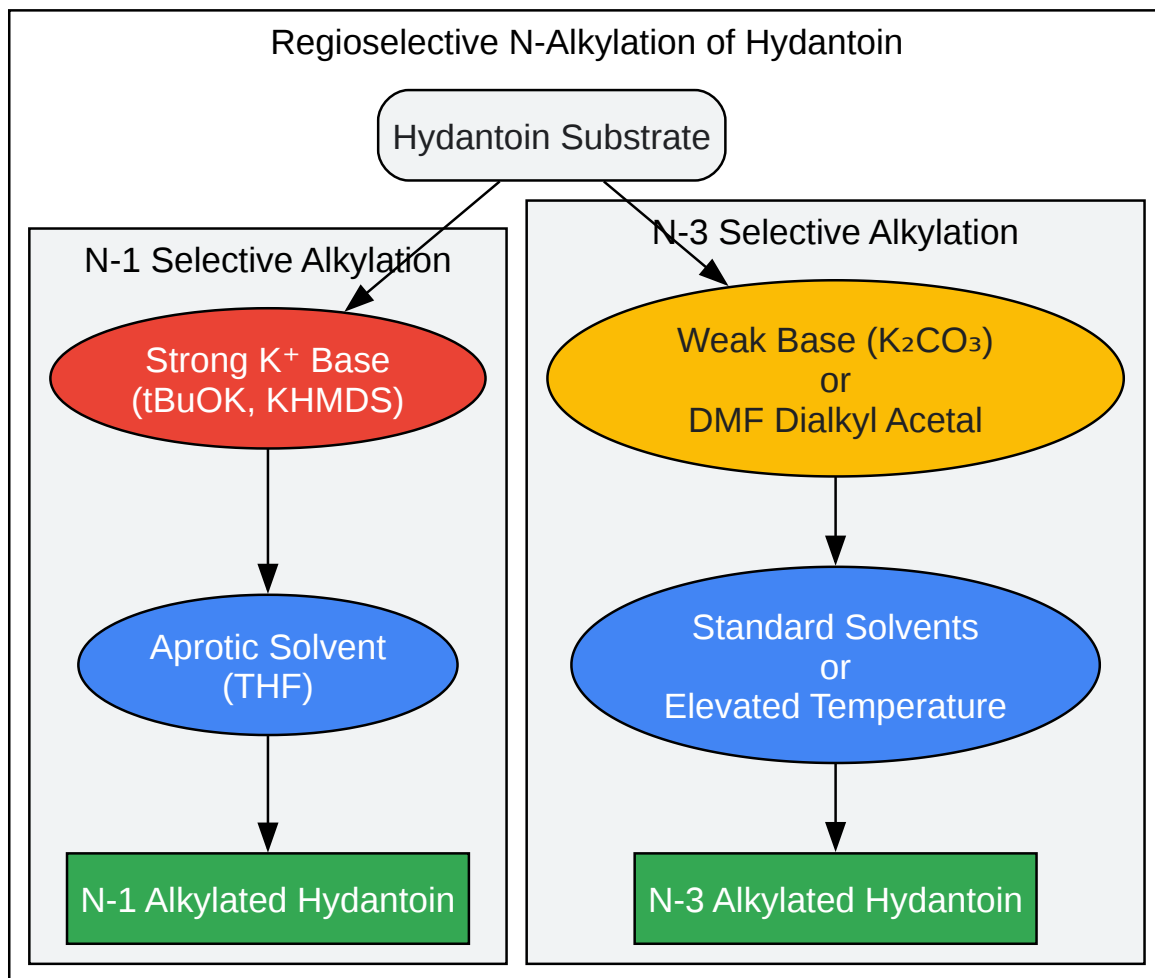 Regioselective N-Alkylation of Hydantoin
Hydantoin Substrate
N-1 Selective Alkylation
Strong K⁺ Base
(tBuOK, KHMDS)
Aprotic Solvent
(THF)
N-1 Alkylated Hydantoin
N-3 Selective Alkylation
Weak Base (K₂CO₃)
or
DMF Dialkyl Acetal
Standard Solvents
or
Elevated Temperature
N-3 Alkylated Hydantoin